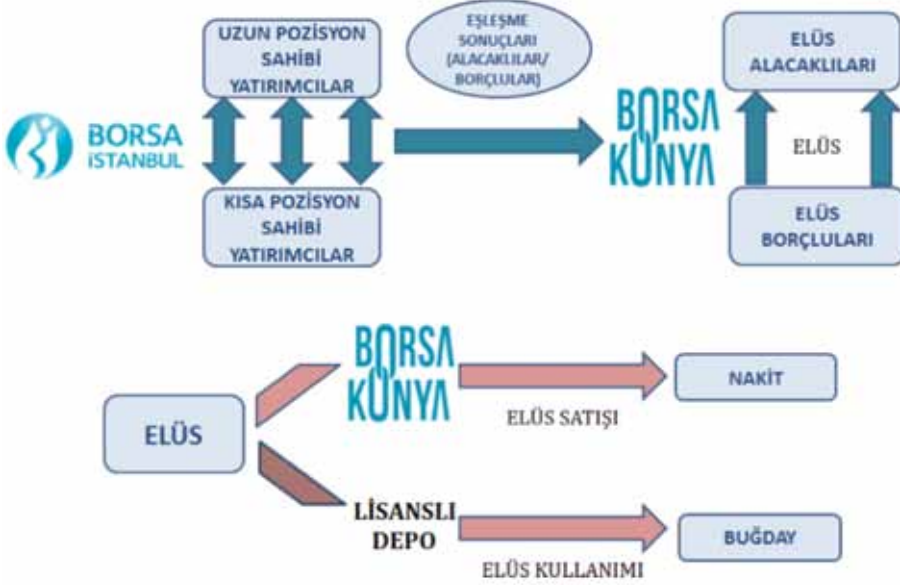 UZUN POZİSYON
SAHİBİ
YATIRIMCILAR
EŞLEŞME
SONUÇLARI
(ALACAKLILAR/
BORÇLULAR)
ELÜS
ALACAKLILARI
BORSA
İSTANBUL
BORSA
KONYA
ELÜS
KISA POZİSYON
SAHİBİ
YATIRIMCILAR
ELÜS
BORÇLULARI
BORSA
KONYA
NAKİT
ELÜS SATIŞI
ELÜS
LİSANSLI
DEPO
BUĞDAY
ELÜS KULLANIMI